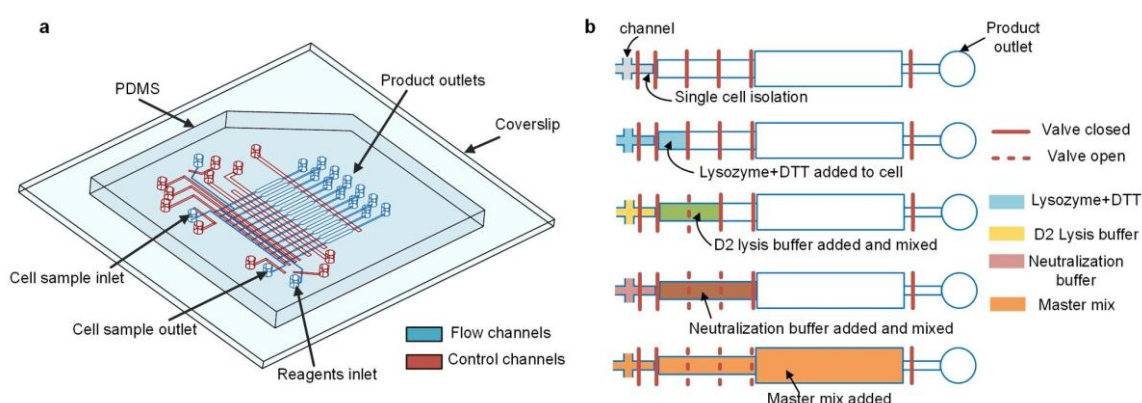 a
PDMS
Product outlets
Coverslip
Cell sample inlet
Cell sample outlet
Reagents inlet
Flow channels
Control channels
b
channel
Product
outlet
Single cell isolation
Valve closed
Valve open
Lysozyme+DTT added to cell
Lysozyme+DTT
D2 Lysis buffer
D2 lysis buffer added and mixed
Neutralization
buffer
Master mix
Neutralization buffer added and mixed
Master mix added